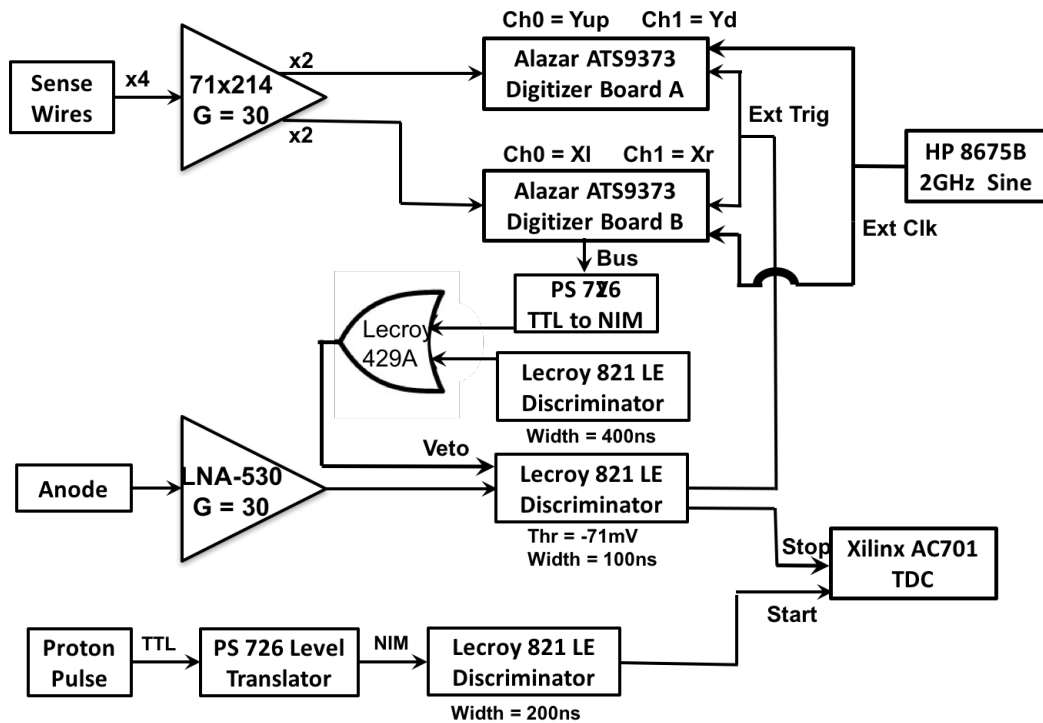 Ch0 = Yup Ch1 = Yd
Sense
Wires
x4
71x214
G = 30
x2
x2
Alazar ATS9373
Digitizer Board A
Ext Trig
HP 8675B
2GHz Sine
Ch0 = Xl Ch1 = Xr
Alazar ATS9373
Digitizer Board B
Ext Clk
Bus
PS 726
TTL to NIM
Lecroy
429A
Lecroy 821 LE
Discriminator
Width = 400ns
Veto
Anode
LNA-530
G = 30
Lecroy 821 LE
Discriminator
Thr = -71mV
Width = 100ns
Stop
Xilinx AC701
TDC
Start
Proton
Pulse
TTL
PS 726 Level
Translator
NIM
Lecroy 821 LE
Discriminator
Width = 200ns